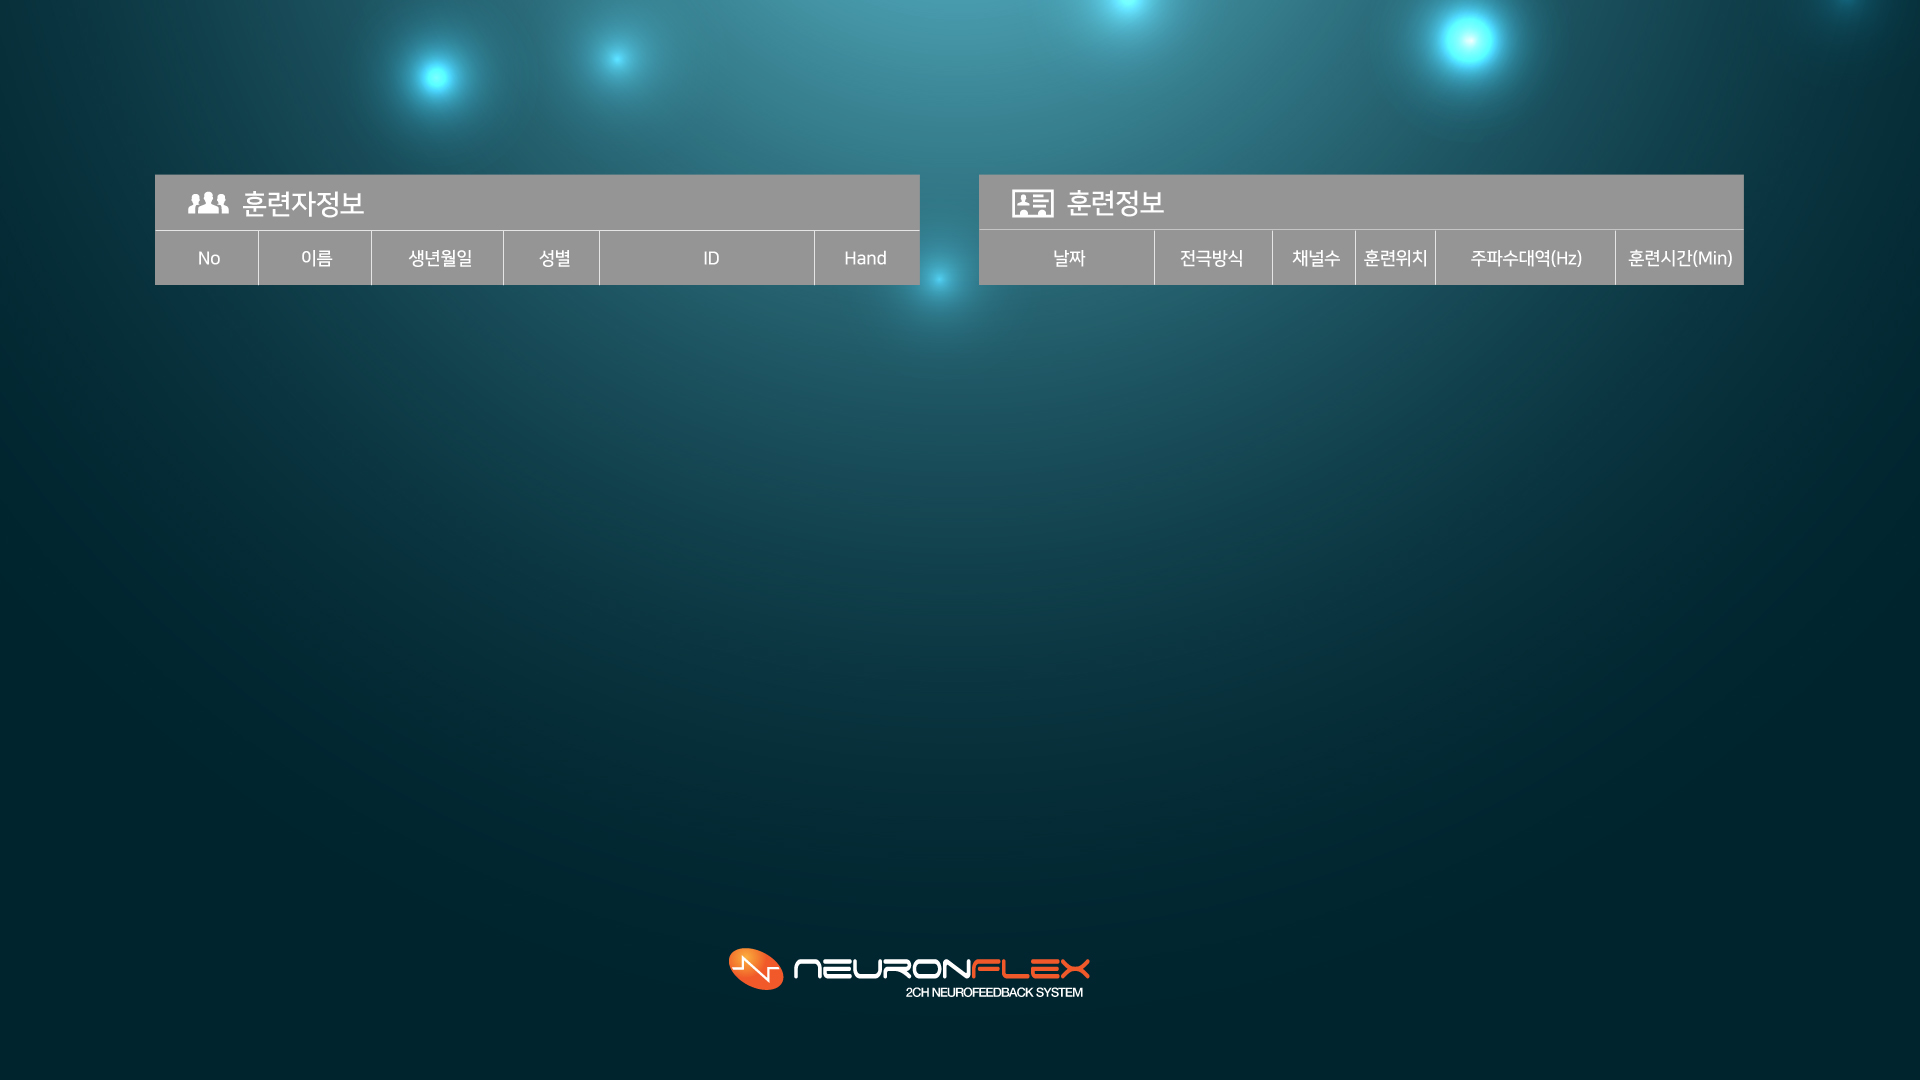 훈련자정보
No 이름 생년월일 성별 ID Hand
훈련정보
날짜 전극방식 채널수 훈련위치 주파수대역(Hz) 훈련시간(Min)
NEURONFLEX
2CH NEUROFEEDBACK SYSTEM